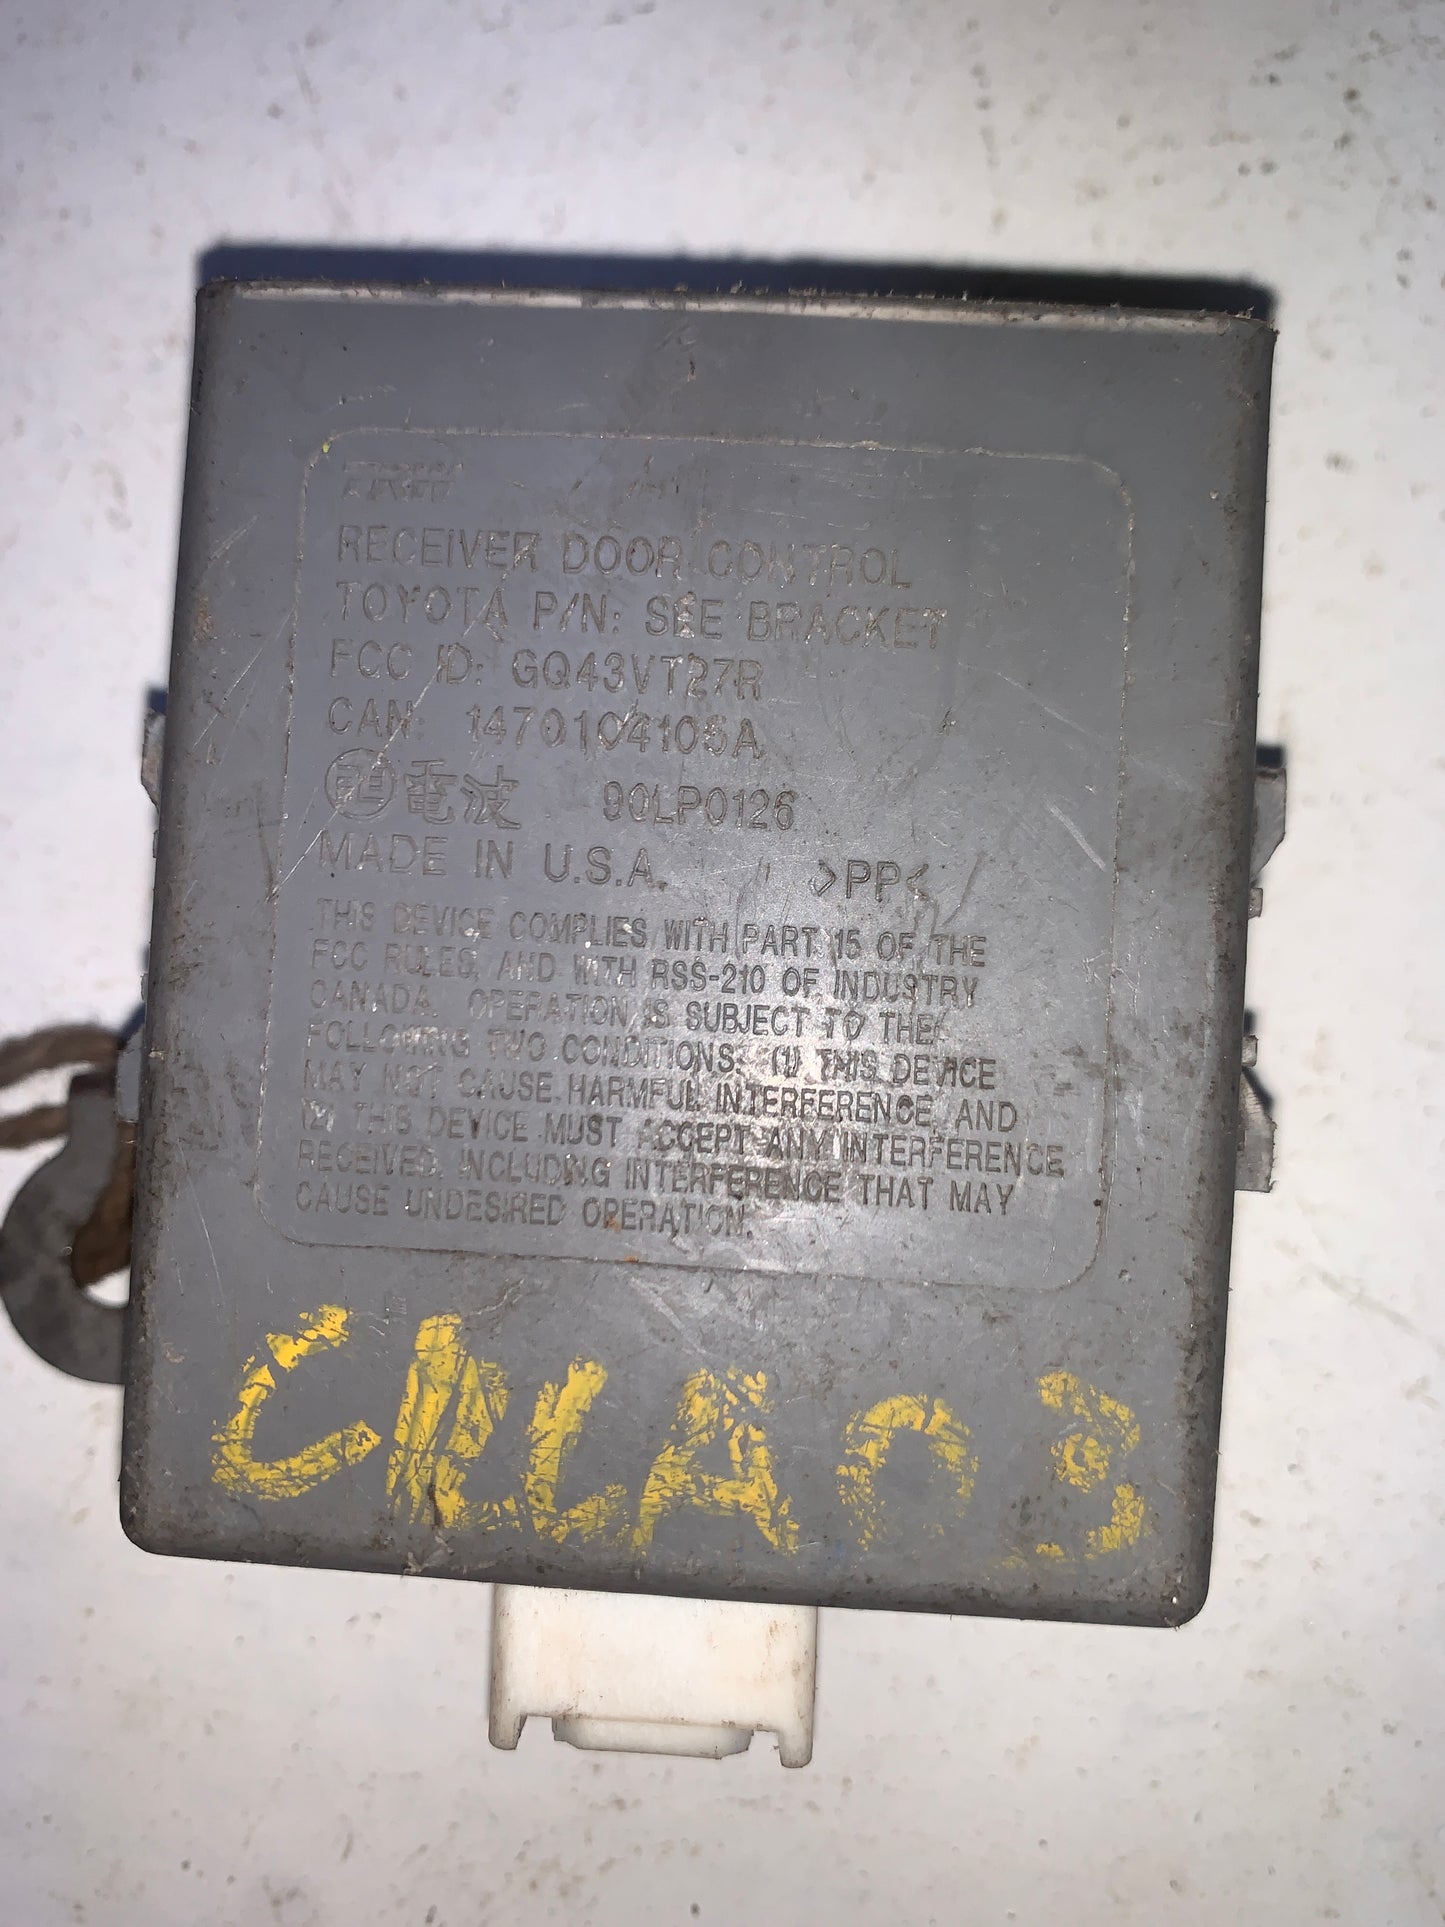 TRW
RECEIVER DOOR CONTROL
TOYOTA P/N: SEE BRACKET
FCC ID: GQ43VT27R
CAN: 1470104105A
電波 90LP0126
MADE IN U.S.A. >PP<
THIS DEVICE COMPLIES WITH PART 15 OF THE
FCC RULES, AND WITH RSS-210 OF INDUSTRY
CANADA. OPERATION IS SUBJECT TO THE
FOLLOWING TWO CONDITIONS: (1) THIS DEVICE
MAY NOT CAUSE HARMFUL INTERFERENCE, AND
(2) THIS DEVICE MUST ACCEPT ANY INTERFERENCE
RECEIVED, INCLUDING INTERFERENCE THAT MAY
CAUSE UNDESIRED OPERATION.
03